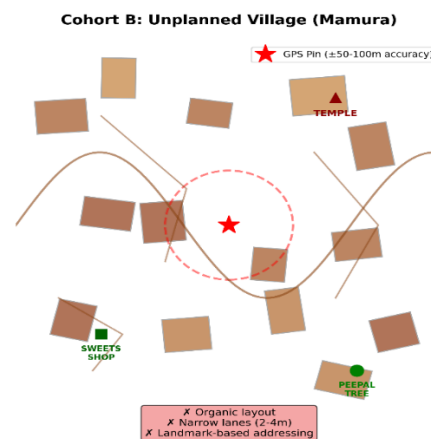 Cohort B: Unplanned Village (Mamura)
GPS Pin (±50-100m accuracy)
TEMPLE
SWEETS
SHOP
PEEPAL
TREE
✗ Organic layout
✗ Narrow lanes (2-4m)
✗ Landmark-based addressing